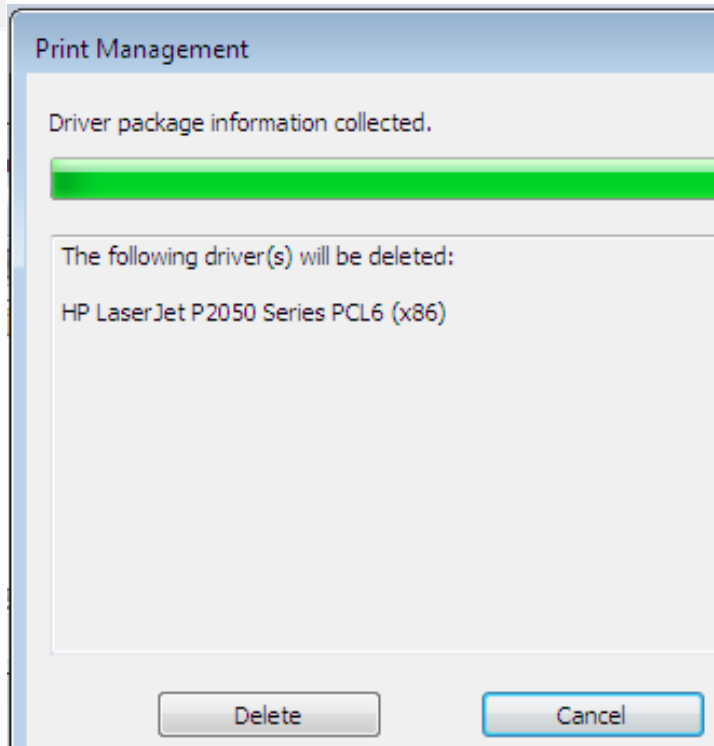 Print Management
Driver package information collected.
The following driver(s) will be deleted:
HP LaserJet P2050 Series PCL6 (x86)
Delete
Cancel